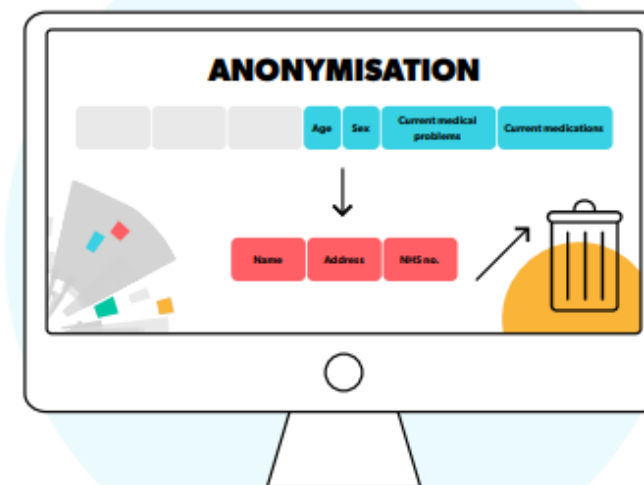 ANONYMISATION
Age Sex Current medical problems Current medications
Name Address NHS no.